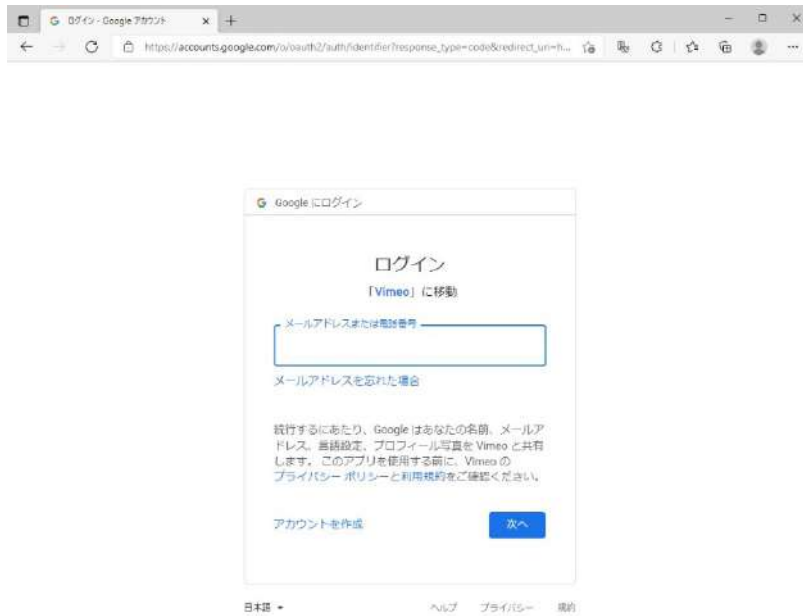 ログイン - Google アカウント
https://accounts.google.com/o/oauth2/auth/identifier?response_type=code&redirect_uri=h...
Google にログイン
ログイン
「Vimeo」に移動
メールアドレスまたは電話番号
メールアドレスを忘れた場合
続行するにあたり、Google はあなたの名前、メールア
ドレス、言語設定、プロフィール写真を Vimeo と共有
します。このアプリを使用する前に、Vimeo の
プライバシー ポリシーと利用規約をご確認ください。
アカウントを作成
次へ
日本語
ヘルプ プライバシー 規約